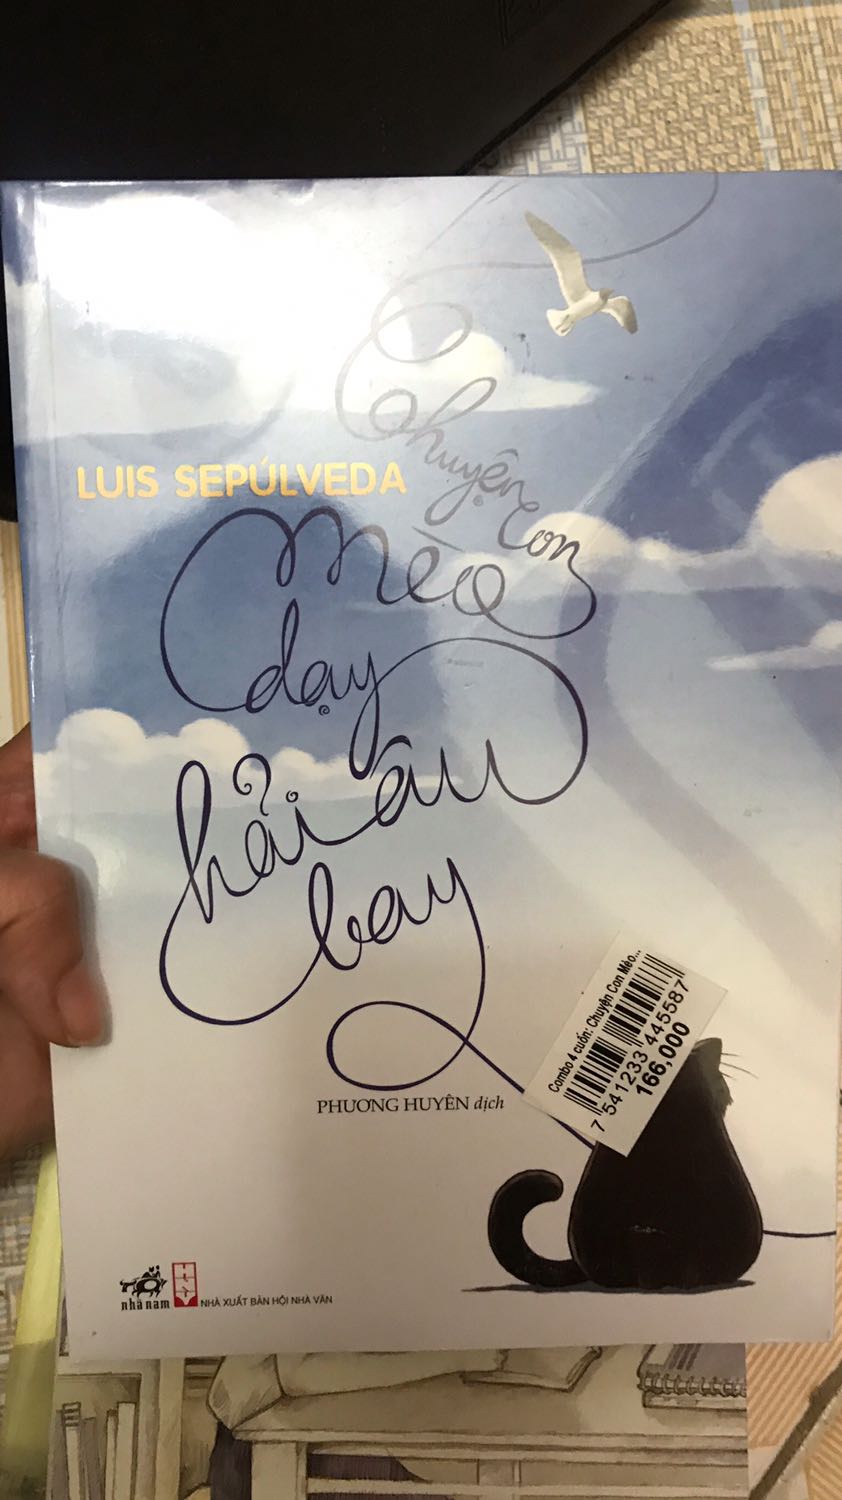 LUIS SEPÚLVEDA
Chuyện con
mèo
dạy
hải âu
bay
PHƯƠNG HUYÊN dịch
Combo 4 cuốn: Chuyện Con Mèo...
7 541233 445587
166,000
nhã nam
NHÀ XUẤT BẢN HỘI NHÀ VĂN